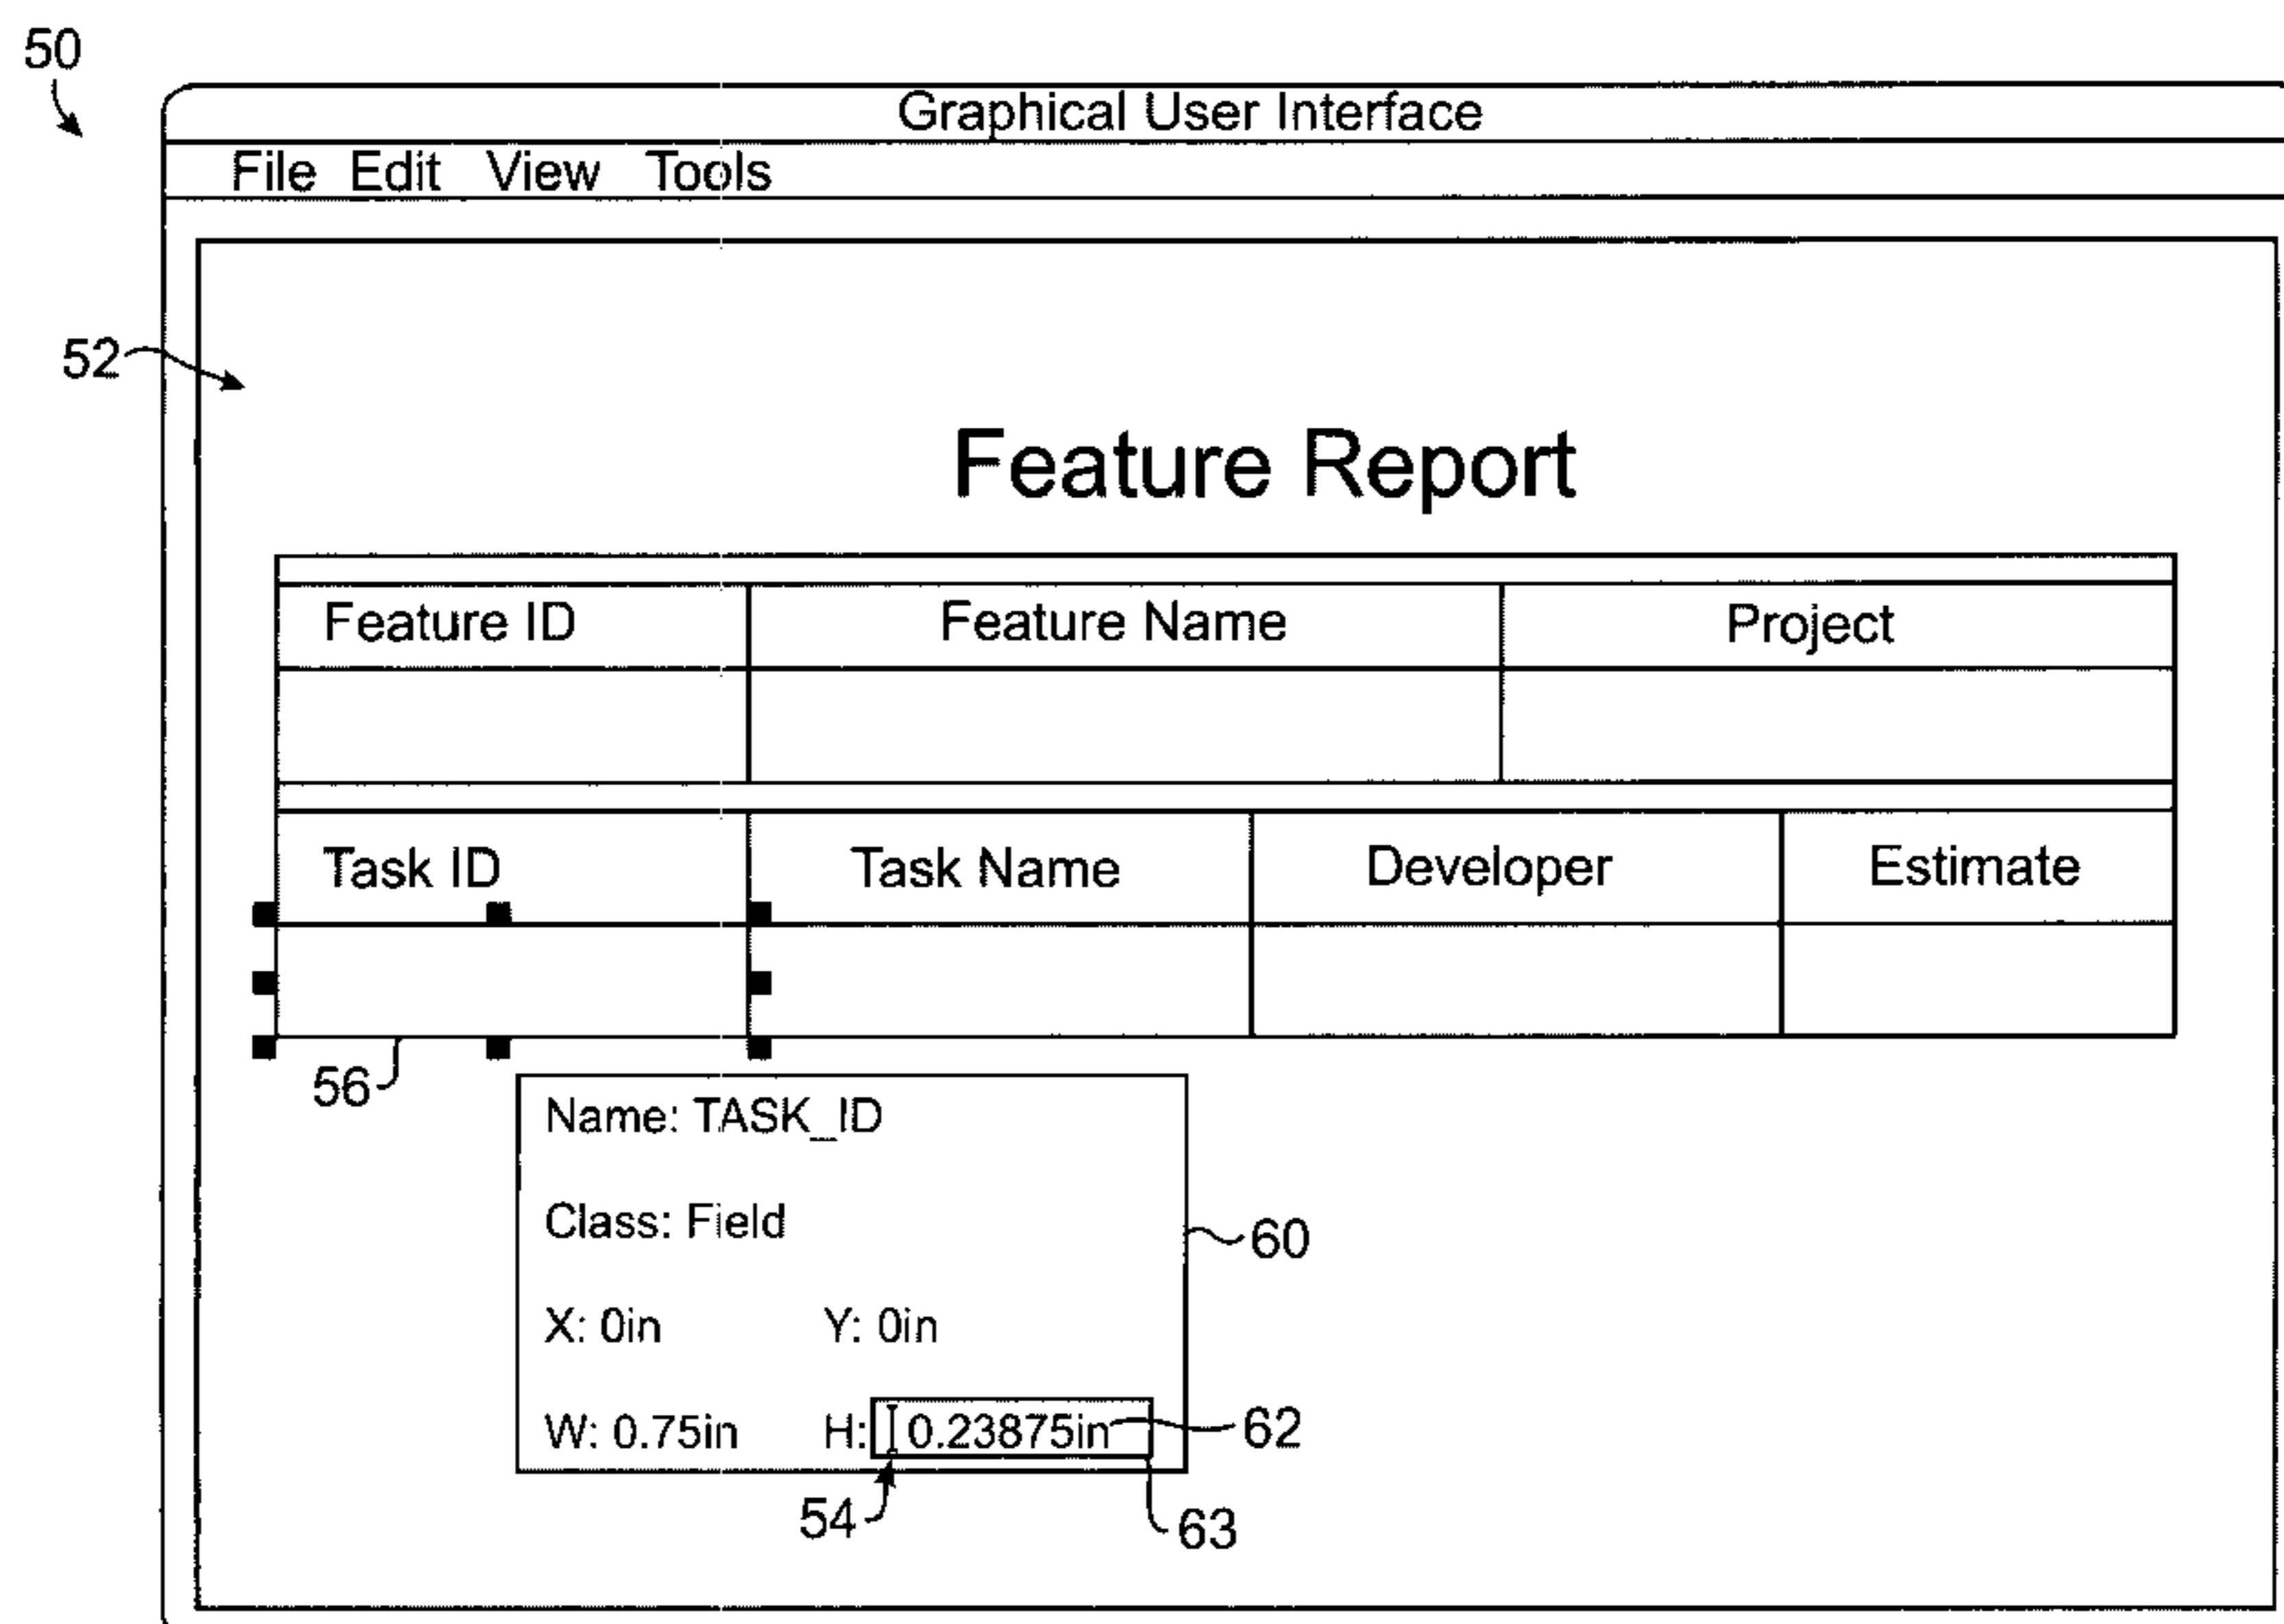 50
Graphical User Interface
File Edit View Tools
52
Feature Report
Feature ID Feature Name Project
Task ID Task Name Developer Estimate
56
Name: TASK_ID
Class: Field
60
X: 0in Y: 0in
W: 0.75in H: 0.23875in 62
54 63